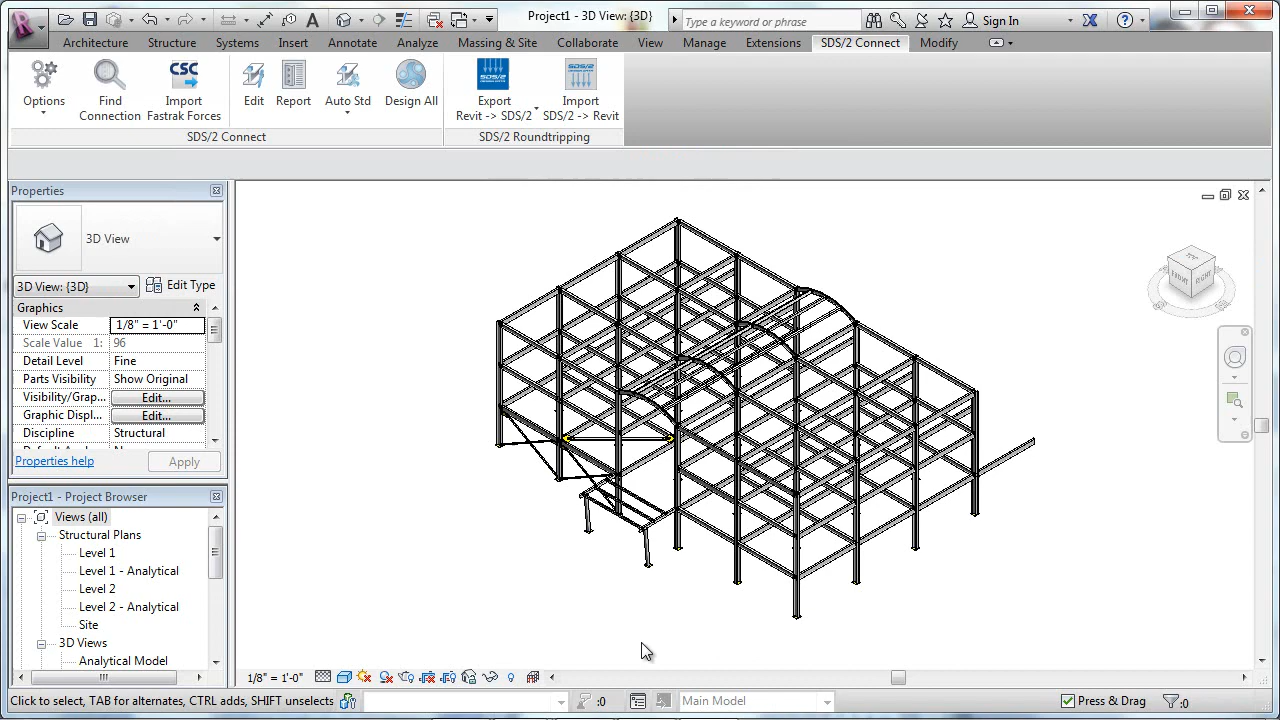 Project1 - 3D View: {3D}
Type a keyword or phrase
Sign In
Architecture Structure Systems Insert Annotate Analyze Massing & Site Collaborate View Manage Extensions SDS/2 Connect Modify
CSC
SDS/2
Options Find Connection Import Fastrak Forces Edit Report Auto Std Design All Export Revit -> SDS/2 Import SDS/2 -> Revit
SDS/2 Connect SDS/2 Roundtripping
Properties
3D View
3D View: {3D} Edit Type
Graphics
View Scale 1/8" = 1'-0"
Scale Value 1: 96
Detail Level Fine
Parts Visibility Show Original
Visibility/Grap... Edit...
Graphic Displ... Edit...
Discipline Structural
Properties help Apply
FRONT RIGHT
Project1 - Project Browser
Views (all)
Structural Plans
Level 1
Level 1 - Analytical
Level 2
Level 2 - Analytical
Site
3D Views
Analytical Model
1/8" = 1'-0"
Click to select, TAB for alternates, CTRL adds, SHIFT unselects :0 Main Model Press & Drag :0